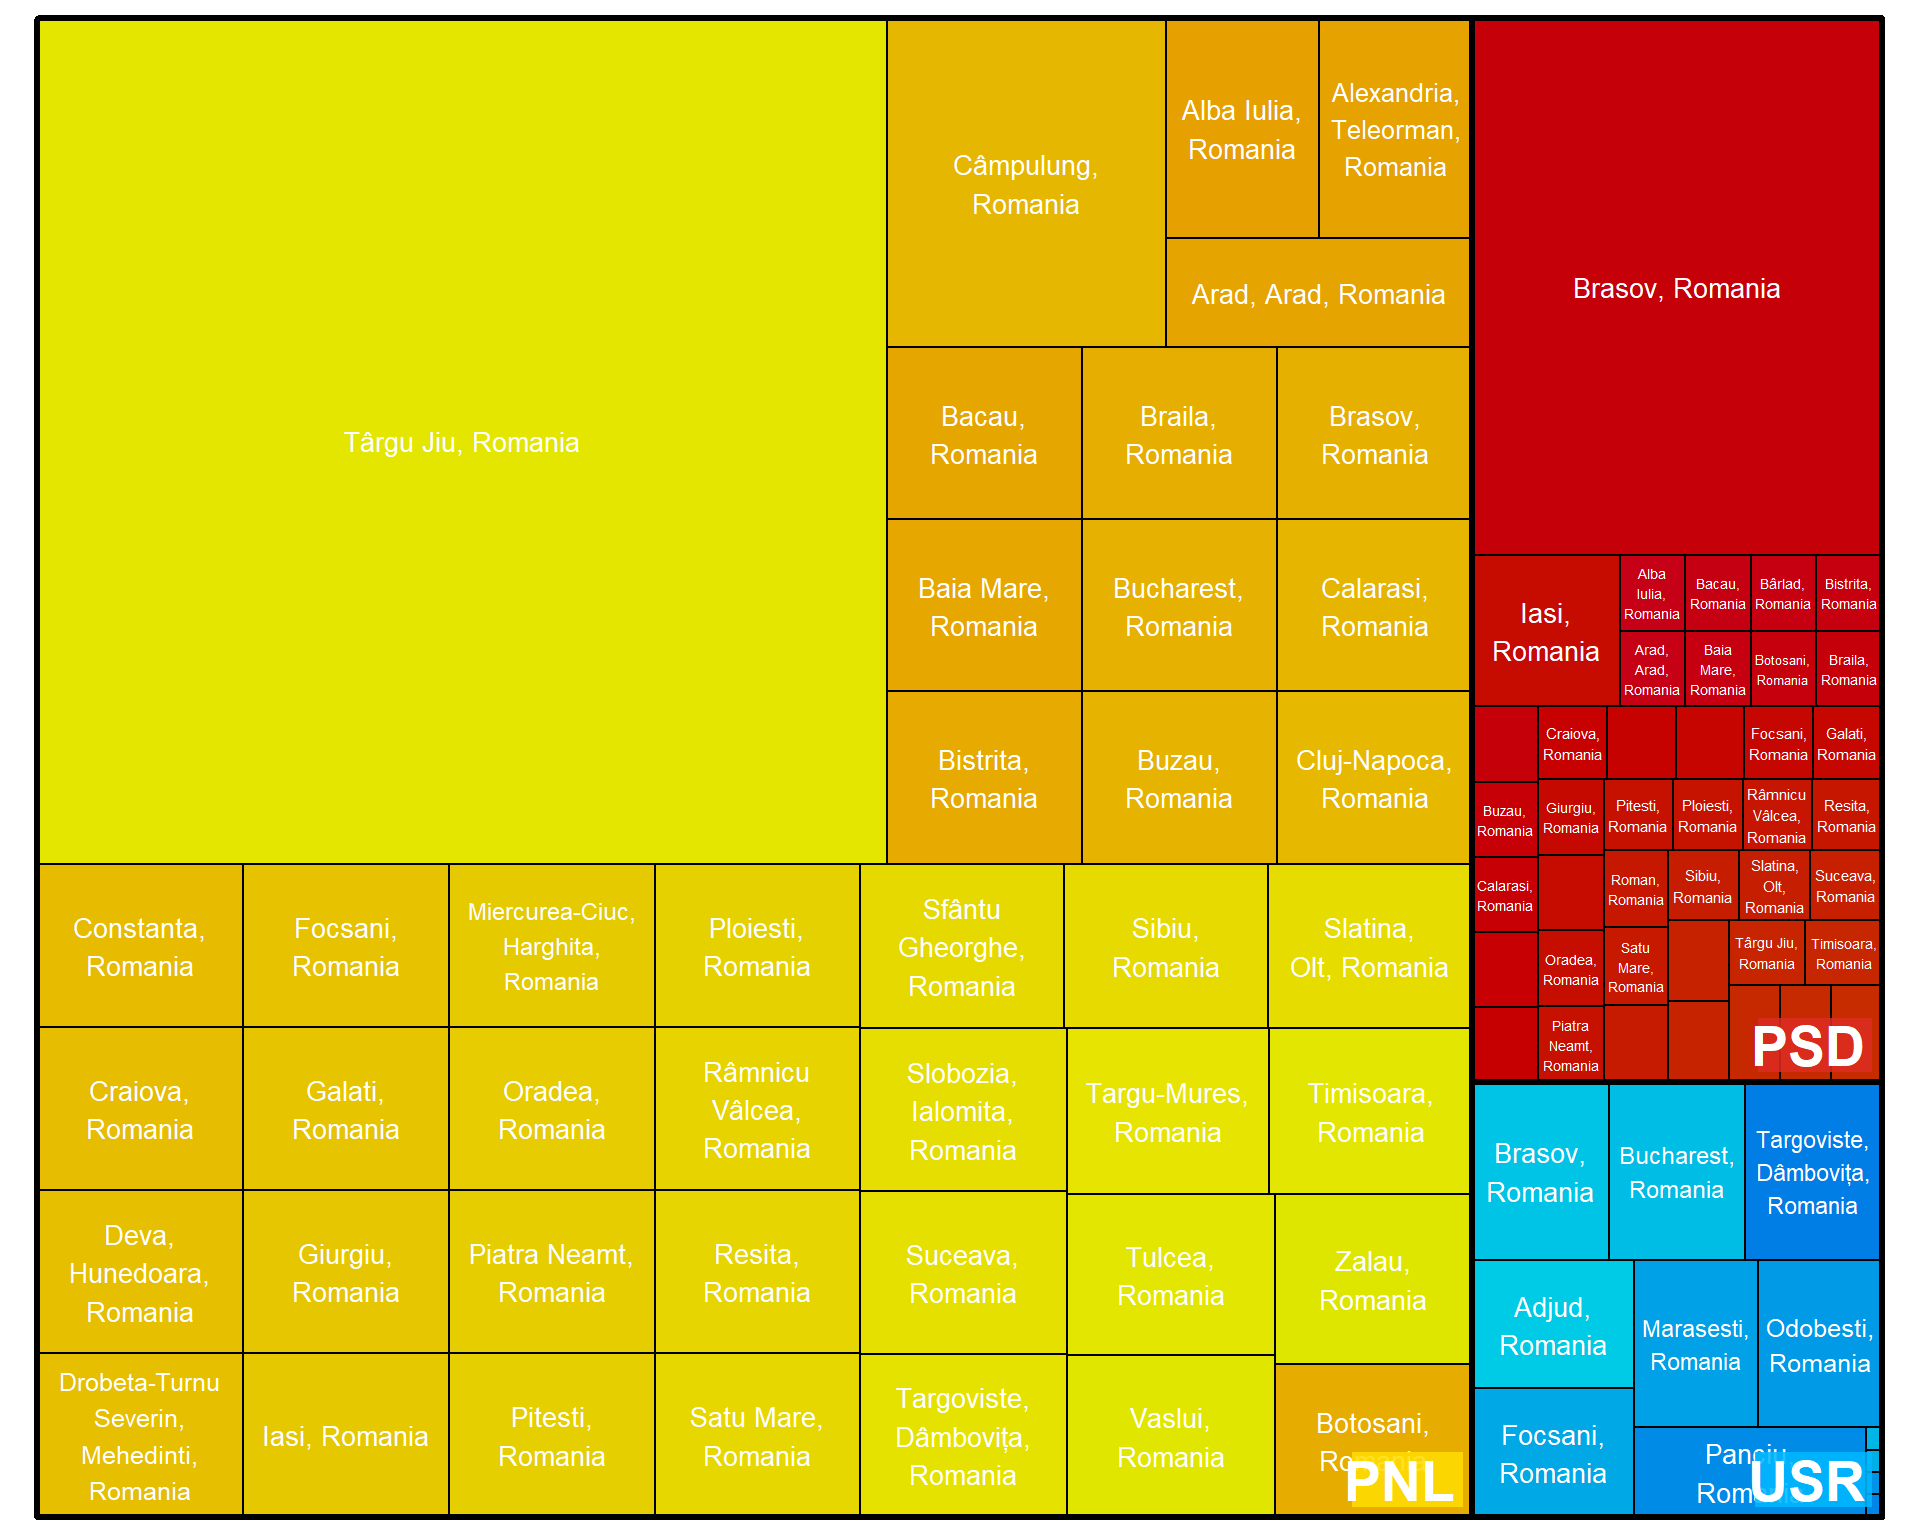 Târgu Jiu, Romania
Câmpulung,
Romania
Alba Iulia,
Romania
Alexandria,
Teleorman,
Romania
Arad, Arad, Romania
Bacau,
Romania
Braila,
Romania
Brasov,
Romania
Baia Mare,
Romania
Bucharest,
Romania
Calarasi,
Romania
Bistrita,
Romania
Buzau,
Romania
Cluj-Napoca,
Romania
Constanta,
Romania
Focsani,
Romania
Miercurea-Ciuc,
Harghita,
Romania
Ploiesti,
Romania
Sfântu
Gheorghe,
Romania
Sibiu,
Romania
Slatina,
Olt, Romania
Craiova,
Romania
Galati,
Romania
Oradea,
Romania
Râmnicu
Vâlcea,
Romania
Slobozia,
Ialomita,
Romania
Targu-Mures,
Romania
Timisoara,
Romania
Deva,
Hunedoara,
Romania
Giurgiu,
Romania
Piatra Neamt,
Romania
Resita,
Romania
Suceava,
Romania
Tulcea,
Romania
Zalau,
Romania
Drobeta-Turnu
Severin,
Mehedinti,
Romania
Iasi, Romania
Pitesti,
Romania
Satu Mare,
Romania
Targoviste,
Dâmbovița,
Romania
Vaslui,
Romania
Botosani,
Romania
PNL
Brasov, Romania
Iasi,
Romania
Alba
Iulia,
Romania
Bacau,
Romania
Bârlad,
Romania
Bistrita,
Romania
Arad,
Arad,
Romania
Baia
Mare,
Romania
Botosani,
Romania
Braila,
Romania
Craiova,
Romania
Focsani,
Romania
Galati,
Romania
Buzau,
Romania
Giurgiu,
Romania
Pitesti,
Romania
Ploiesti,
Romania
Râmnicu
Vâlcea,
Romania
Resita,
Romania
Calarasi,
Romania
Roman,
Romania
Sibiu,
Romania
Slatina,
Olt,
Romania
Suceava,
Romania
Oradea,
Romania
Satu
Mare,
Romania
Târgu Jiu,
Romania
Timisoara,
Romania
Piatra
Neamt,
Romania
PSD
Brasov,
Romania
Bucharest,
Romania
Targoviste,
Dâmbovița,
Romania
Adjud,
Romania
Marasesti,
Romania
Odobesti,
Romania
Focsani,
Romania
Panciu,
Romania
USR